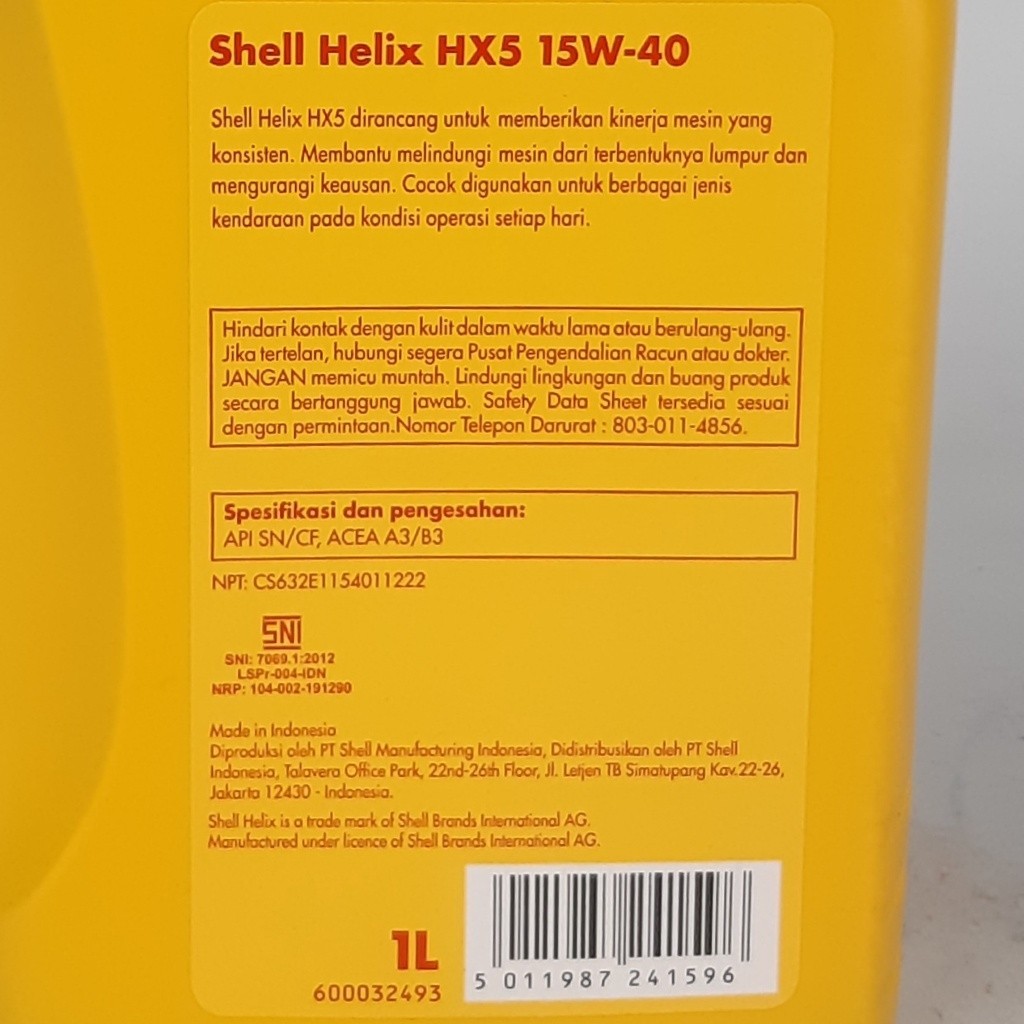 Shell Helix HX5 15W-40
Shell Helix HX5 dirancang untuk memberikan kinerja mesin yang
konsisten. Membantu melindungi mesin dari terbentuknya lumpur dan
mengurangi keausan. Cocok digunakan untuk berbagai jenis
kendaraan pada kondisi operasi setiap hari.
Hindari kontak dengan kulit dalam waktu lama atau berulang-ulang.
Jika tertelan, hubungi segera Pusat Pengendalian Racun atau dokter.
JANGAN memicu muntah. Lindungi lingkungan dan buang produk
secara bertanggung jawab. Safety Data Sheet tersedia sesuai
dengan permintaan.Nomor Telepon Darurat : 803-011-4856.
Spesifikasi dan pengesahan:
API SN/CF, ACEA A3/B3
NPT: CS632E1154011222
SNI
SNI: 7069.1:2012
LSPr-004-IDN
NRP: 104-002-191290
Made in Indonesia
Diproduksi oleh PT Shell Manufacturing Indonesia, Didistribusikan oleh PT Shell
Indonesia, Talavera Office Park, 22nd-26th Floor, Jl. Letjen TB Simatupang Kav.22-26,
Jakarta 12430 - Indonesia.
Shell Helix is a trade mark of Shell Brands International AG.
Manufactured under licence of Shell Brands International AG.
1L
600032493
5 011987 241596